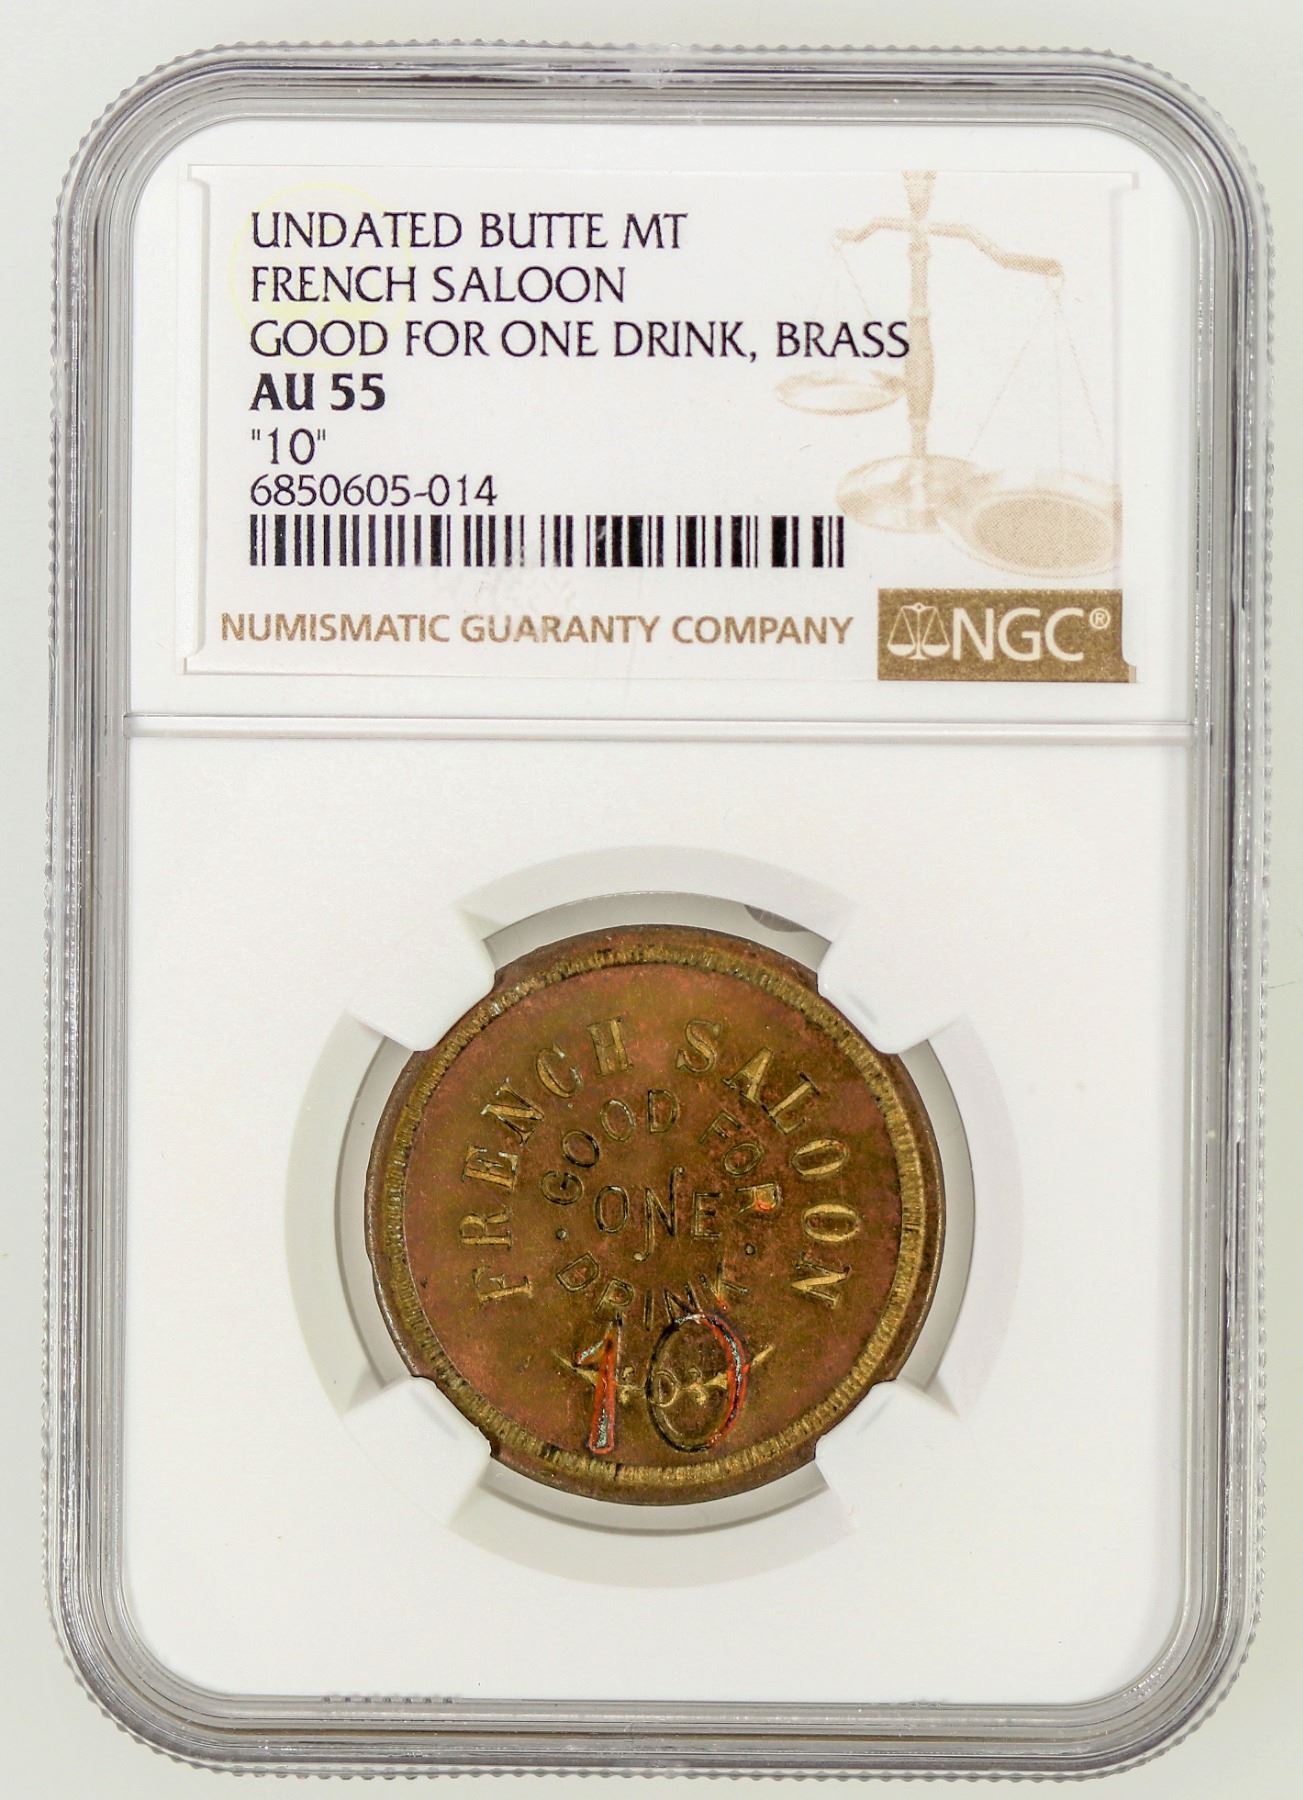 UNDATED BUTTE MT
FRENCH SALOON
GOOD FOR ONE DRINK, BRASS
AU 55
"10"
6850605-014
NUMISMATIC GUARANTY COMPANY
NGC®
FRENCH SALOON
GOOD FOR
ONE
DRINK
10